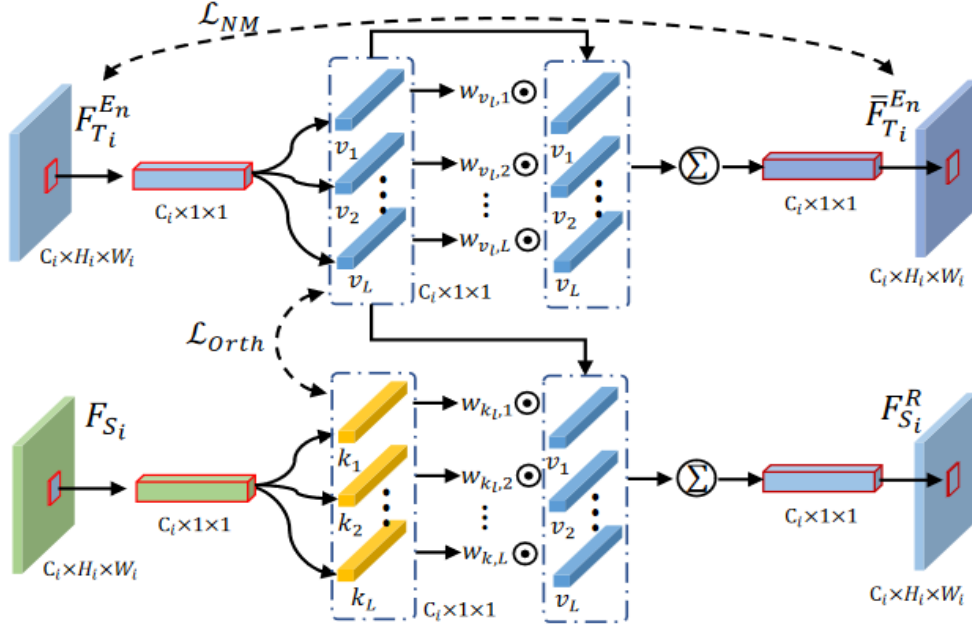 ℒ_NM
F_{T_i}^{E_n}
C_i×1×1
C_i×H_i×W_i
v_1
v_2
v_L
C_i×1×1
w_{v_l,1} ⊙
w_{v_l,2} ⊙
w_{v_l,L} ⊙
v_1
v_2
v_L
Σ
C_i×1×1
F̄_{T_i}^{E_n}
C_i×H_i×W_i
ℒ_Orth
F_{S_i}
C_i×1×1
C_i×H_i×W_i
k_1
k_2
k_L
C_i×1×1
w_{k_l,1} ⊙
w_{k_l,2} ⊙
w_{k,L} ⊙
v_1
v_2
v_L
Σ
C_i×1×1
F_{S_i}^R
C_i×H_i×W_i